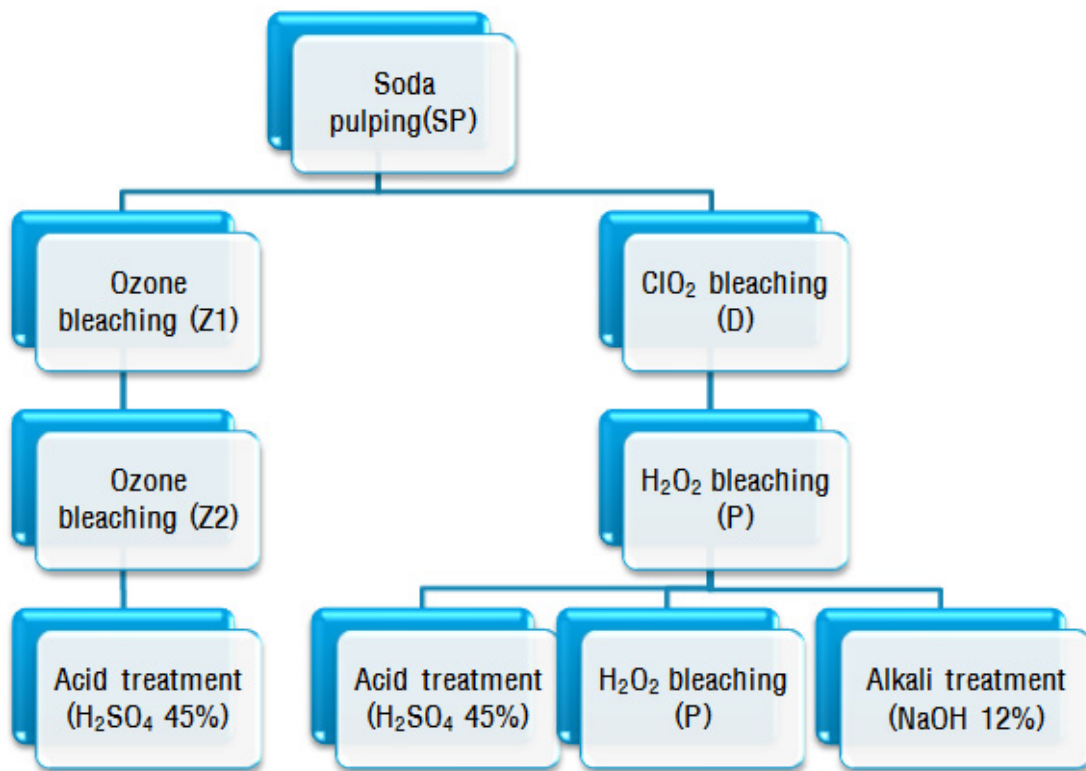 Soda
pulping(SP)
Ozone
bleaching (Z1)
ClO₂ bleaching
(D)
Ozone
bleaching (Z2)
H₂O₂ bleaching
(P)
Acid treatment
(H₂SO₄ 45%)
Acid treatment
(H₂SO₄ 45%)
H₂O₂ bleaching
(P)
Alkali treatment
(NaOH 12%)